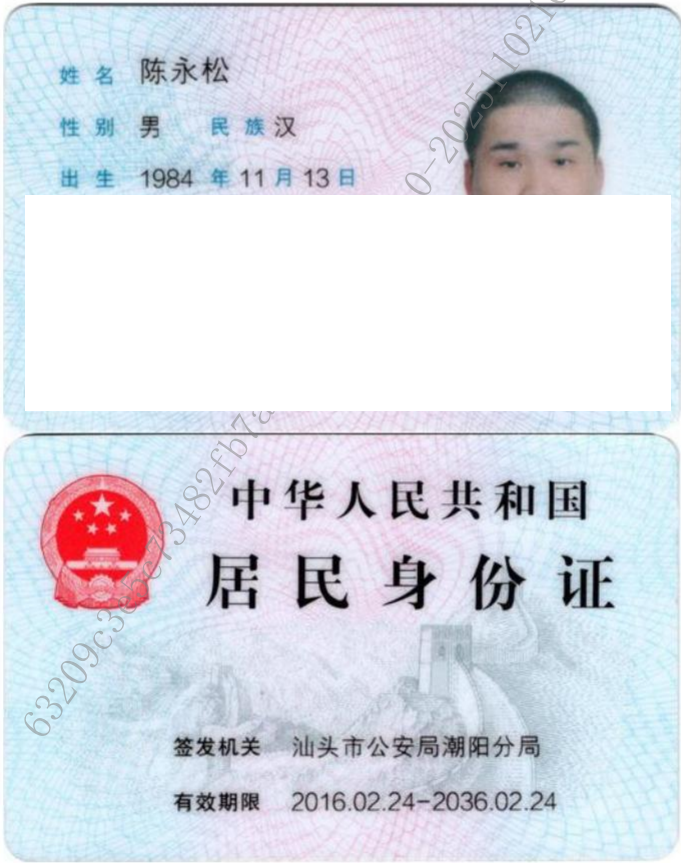 姓名 陈永松
性别 男 民族 汉
出生 1984 年 11 月 13 日
中华人民共和国
居民身份证
签发机关 汕头市公安局潮阳分局
有效期限 2016.02.24-2036.02.24